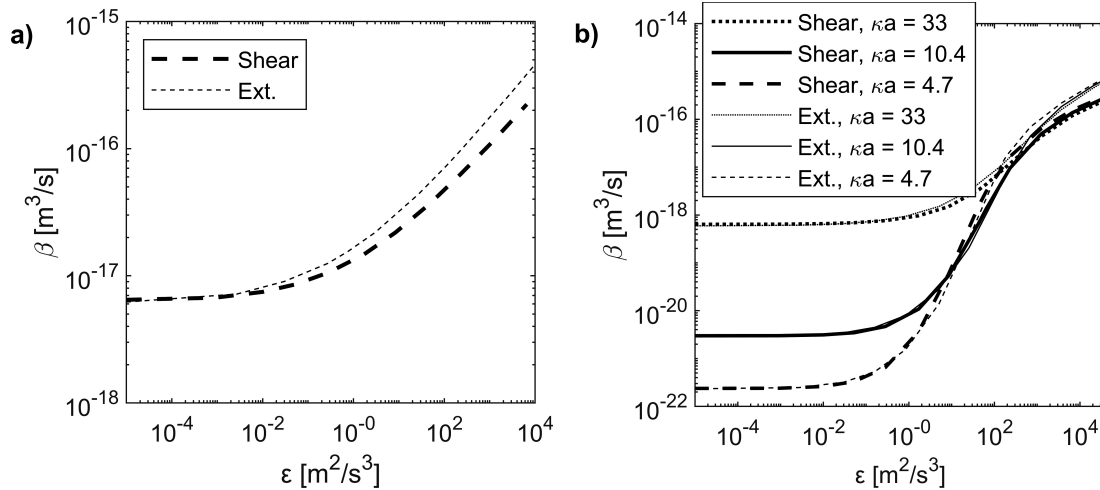 a)
10^-15
10^-16
10^-17
10^-18
β [m^3/s]
Shear
Ext.
10^-4
10^-2
10^-0
10^2
10^4
ε [m^2/s^3]
b)
10^-14
10^-16
10^-18
10^-20
10^-22
β [m^3/s]
Shear, κa = 33
Shear, κa = 10.4
Shear, κa = 4.7
Ext., κa = 33
Ext., κa = 10.4
Ext., κa = 4.7
10^-4
10^-2
10^-0
10^2
10^4
ε [m^2/s^3]